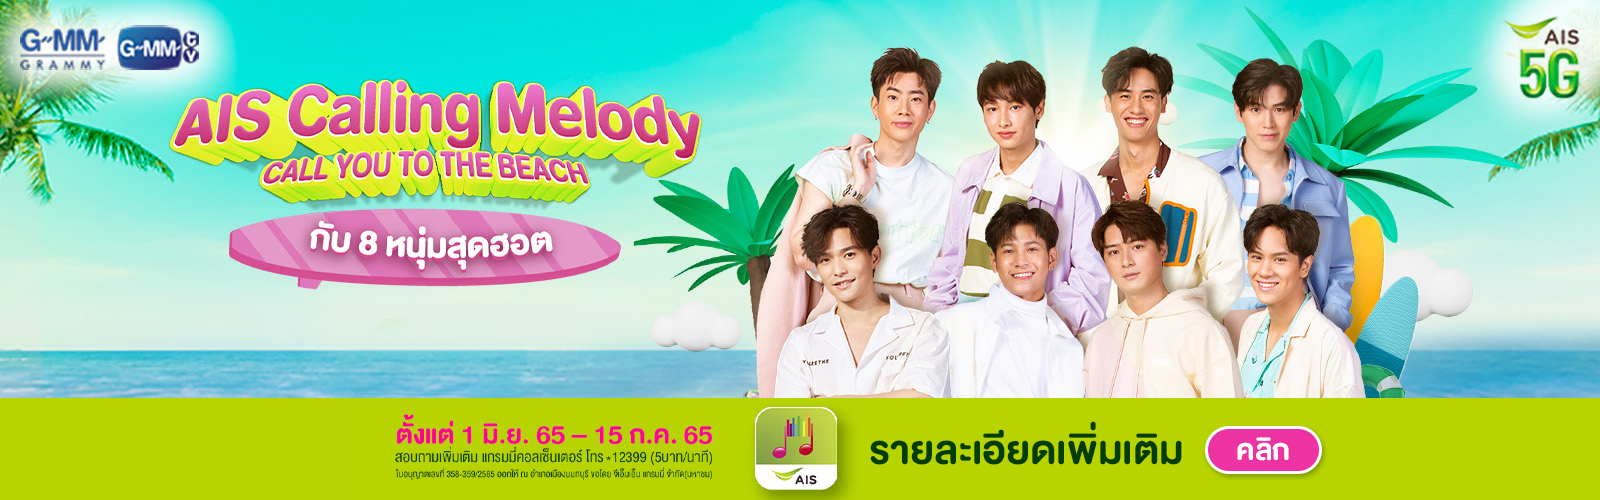 G-MM-
GRAMMY
G-MM-
TV
AIS
5G
AIS Calling Melody
CALL YOU TO THE BEACH
กับ 8 หนุ่มสุดฮอต
ตั้งแต่ 1 มิ.ย. 65 – 15 ก.ค. 65
สอบถามเพิ่มเติม แกรมมี่คอลเซ็นเตอร์ โทร *12399 (5บาท/นาที)
ใบอนุญาตเลขที่ 358-359/2565 ออกให้ ณ อำเภอเมืองนนทบุรี ขอโดย จีเอ็มเอ็ม แกรมมี่ จำกัด(มหาชน)
AIS
รายละเอียดเพิ่มเติม
คลิก